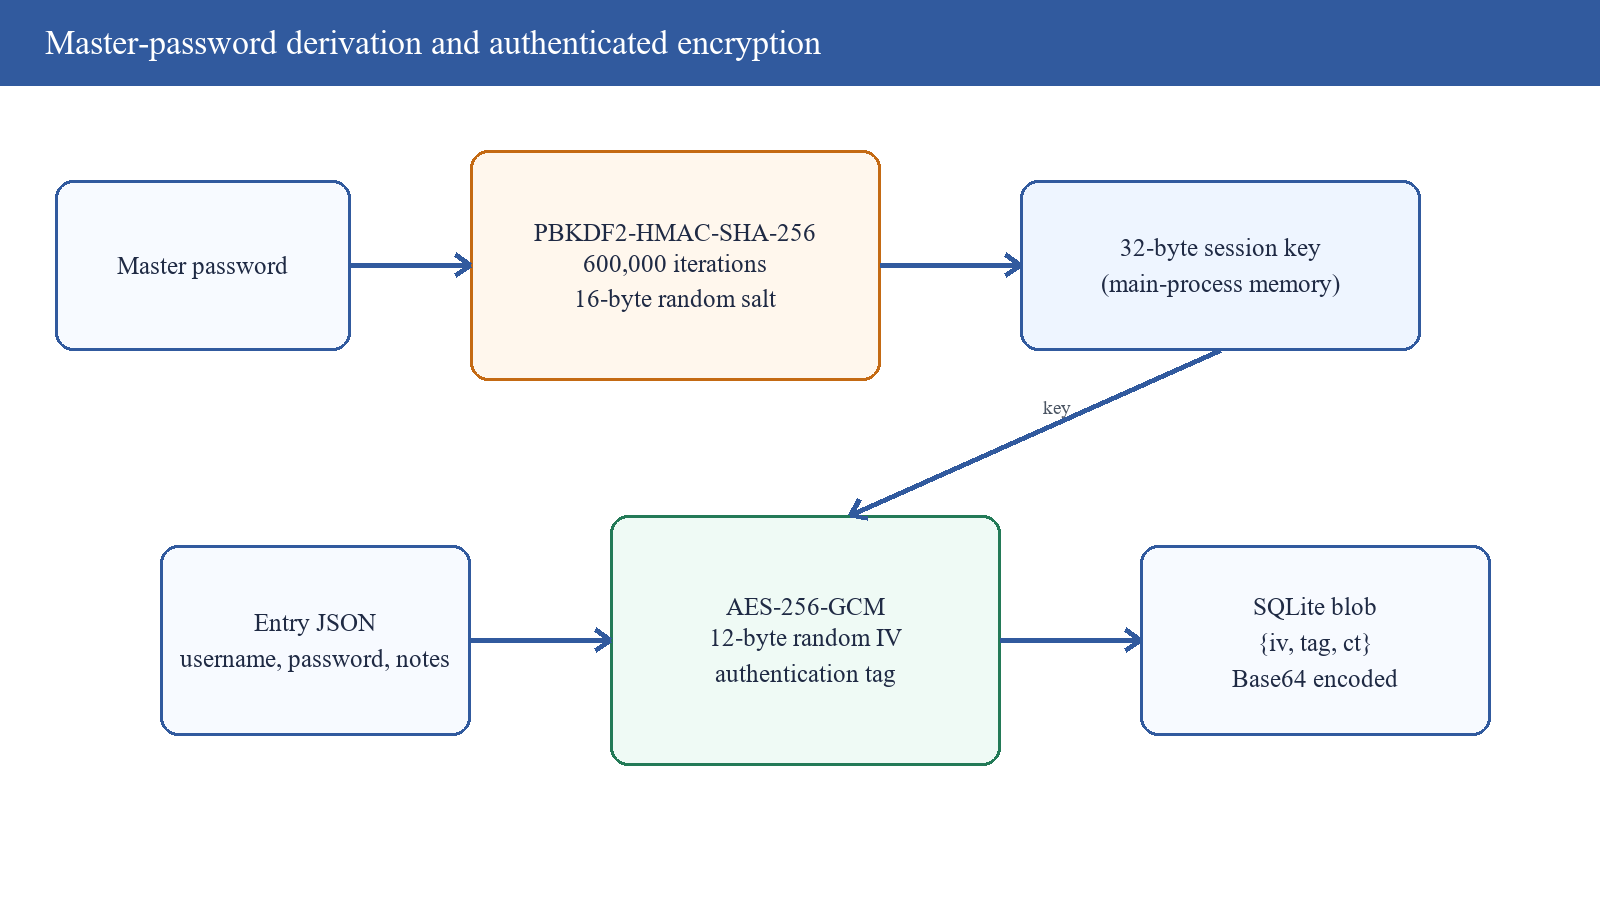 Master-password derivation and authenticated encryption
Master password
PBKDF2-HMAC-SHA-256
600,000 iterations
16-byte random salt
32-byte session key
(main-process memory)
key
Entry JSON
username, password, notes
AES-256-GCM
12-byte random IV
authentication tag
SQLite blob
{iv, tag, ct}
Base64 encoded